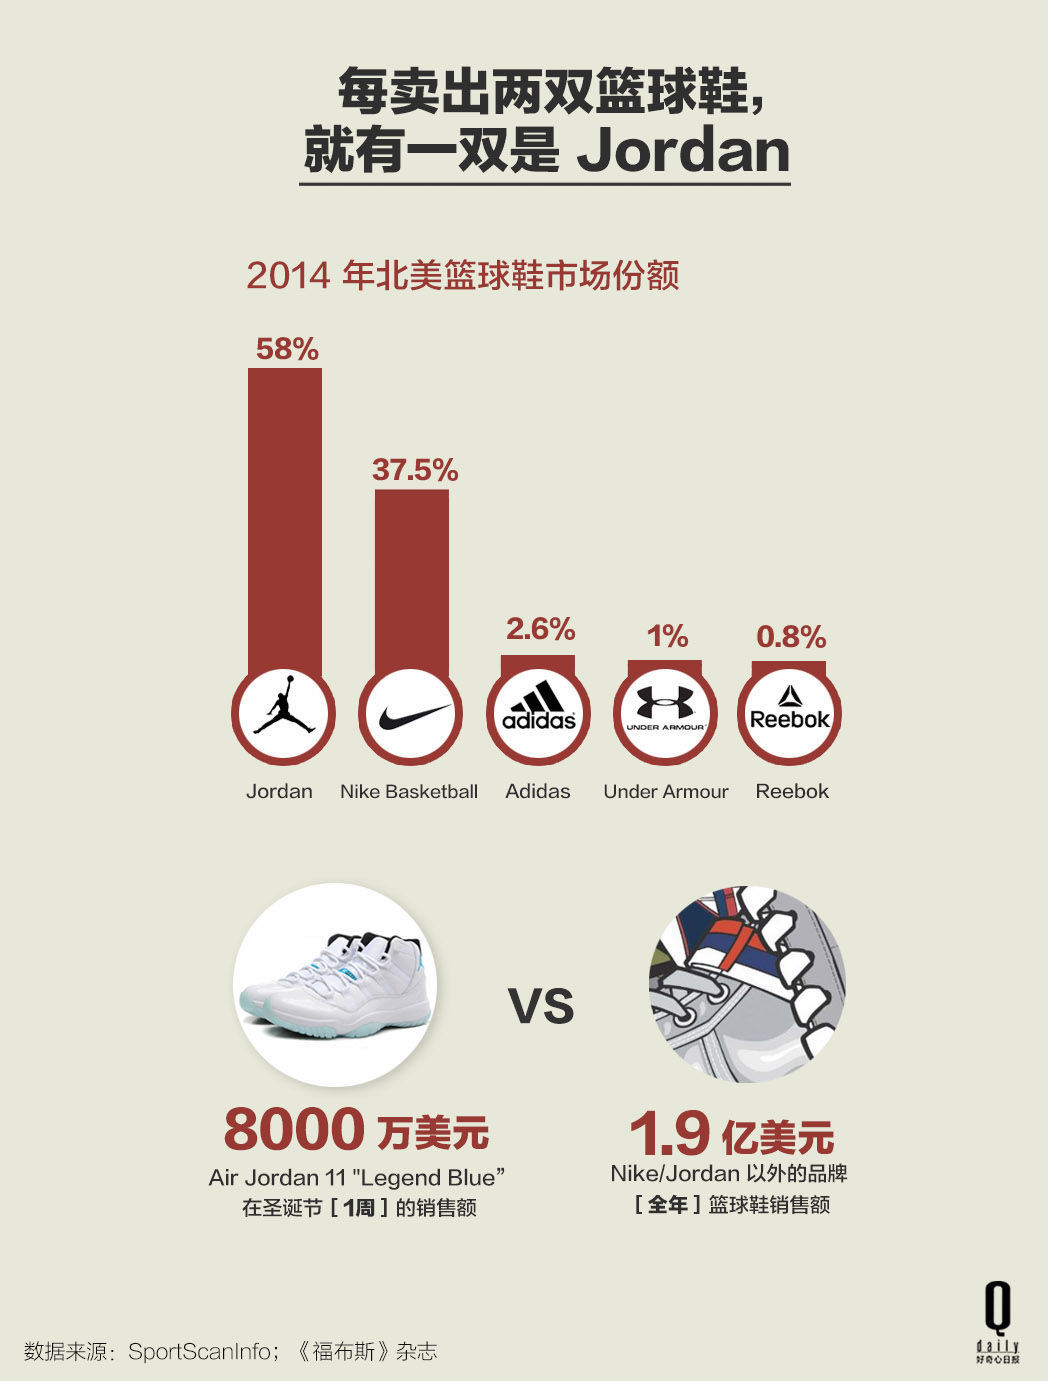 每卖出两双篮球鞋,
就有一双是 Jordan
2014 年北美篮球鞋市场份额
58%
37.5%
2.6%
1%
0.8%
adidas
UNDER ARMOUR
Reebok
Jordan
Nike Basketball
Adidas
Under Armour
Reebok
VS
8000 万美元
Air Jordan 11 "Legend Blue”
在圣诞节 [ 1周 ] 的销售额
1.9 亿美元
Nike/Jordan 以外的品牌
[ 全年 ] 篮球鞋销售额
Q
daily
好奇心日报
数据来源：SportScanInfo；《福布斯》杂志